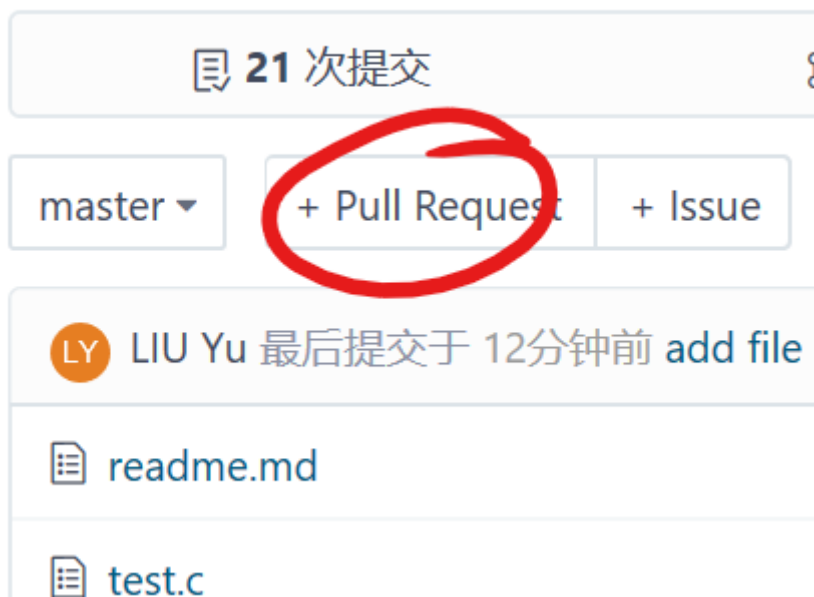 21 次提交
master
+ Pull Request
+ Issue
LY
LIU Yu 最后提交于 12分钟前 add file
readme.md
test.c